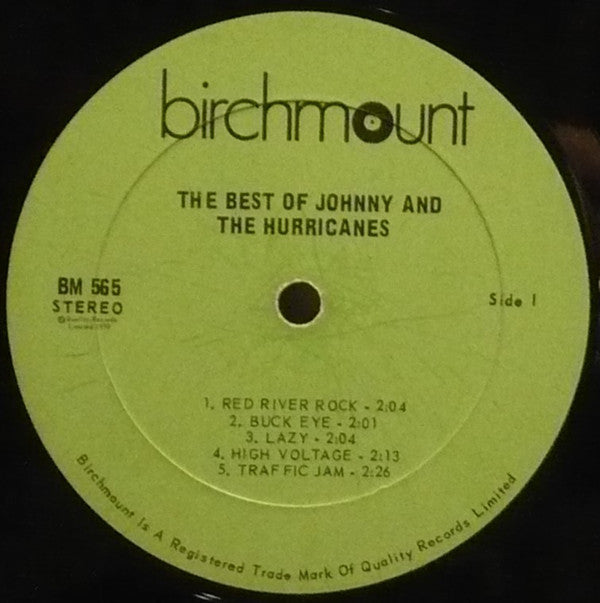 birchmount
THE BEST OF JOHNNY AND
THE HURRICANES
BM 565
STEREO
Side 1
1. RED RIVER ROCK - 2:04
2. BUCK EYE - 2:01
3. LAZY - 2:04
4. HIGH VOLTAGE - 2:13
5. TRAFFIC JAM - 2:26
Birchmount Is A Registered Trade Mark Of Quality Records Limited